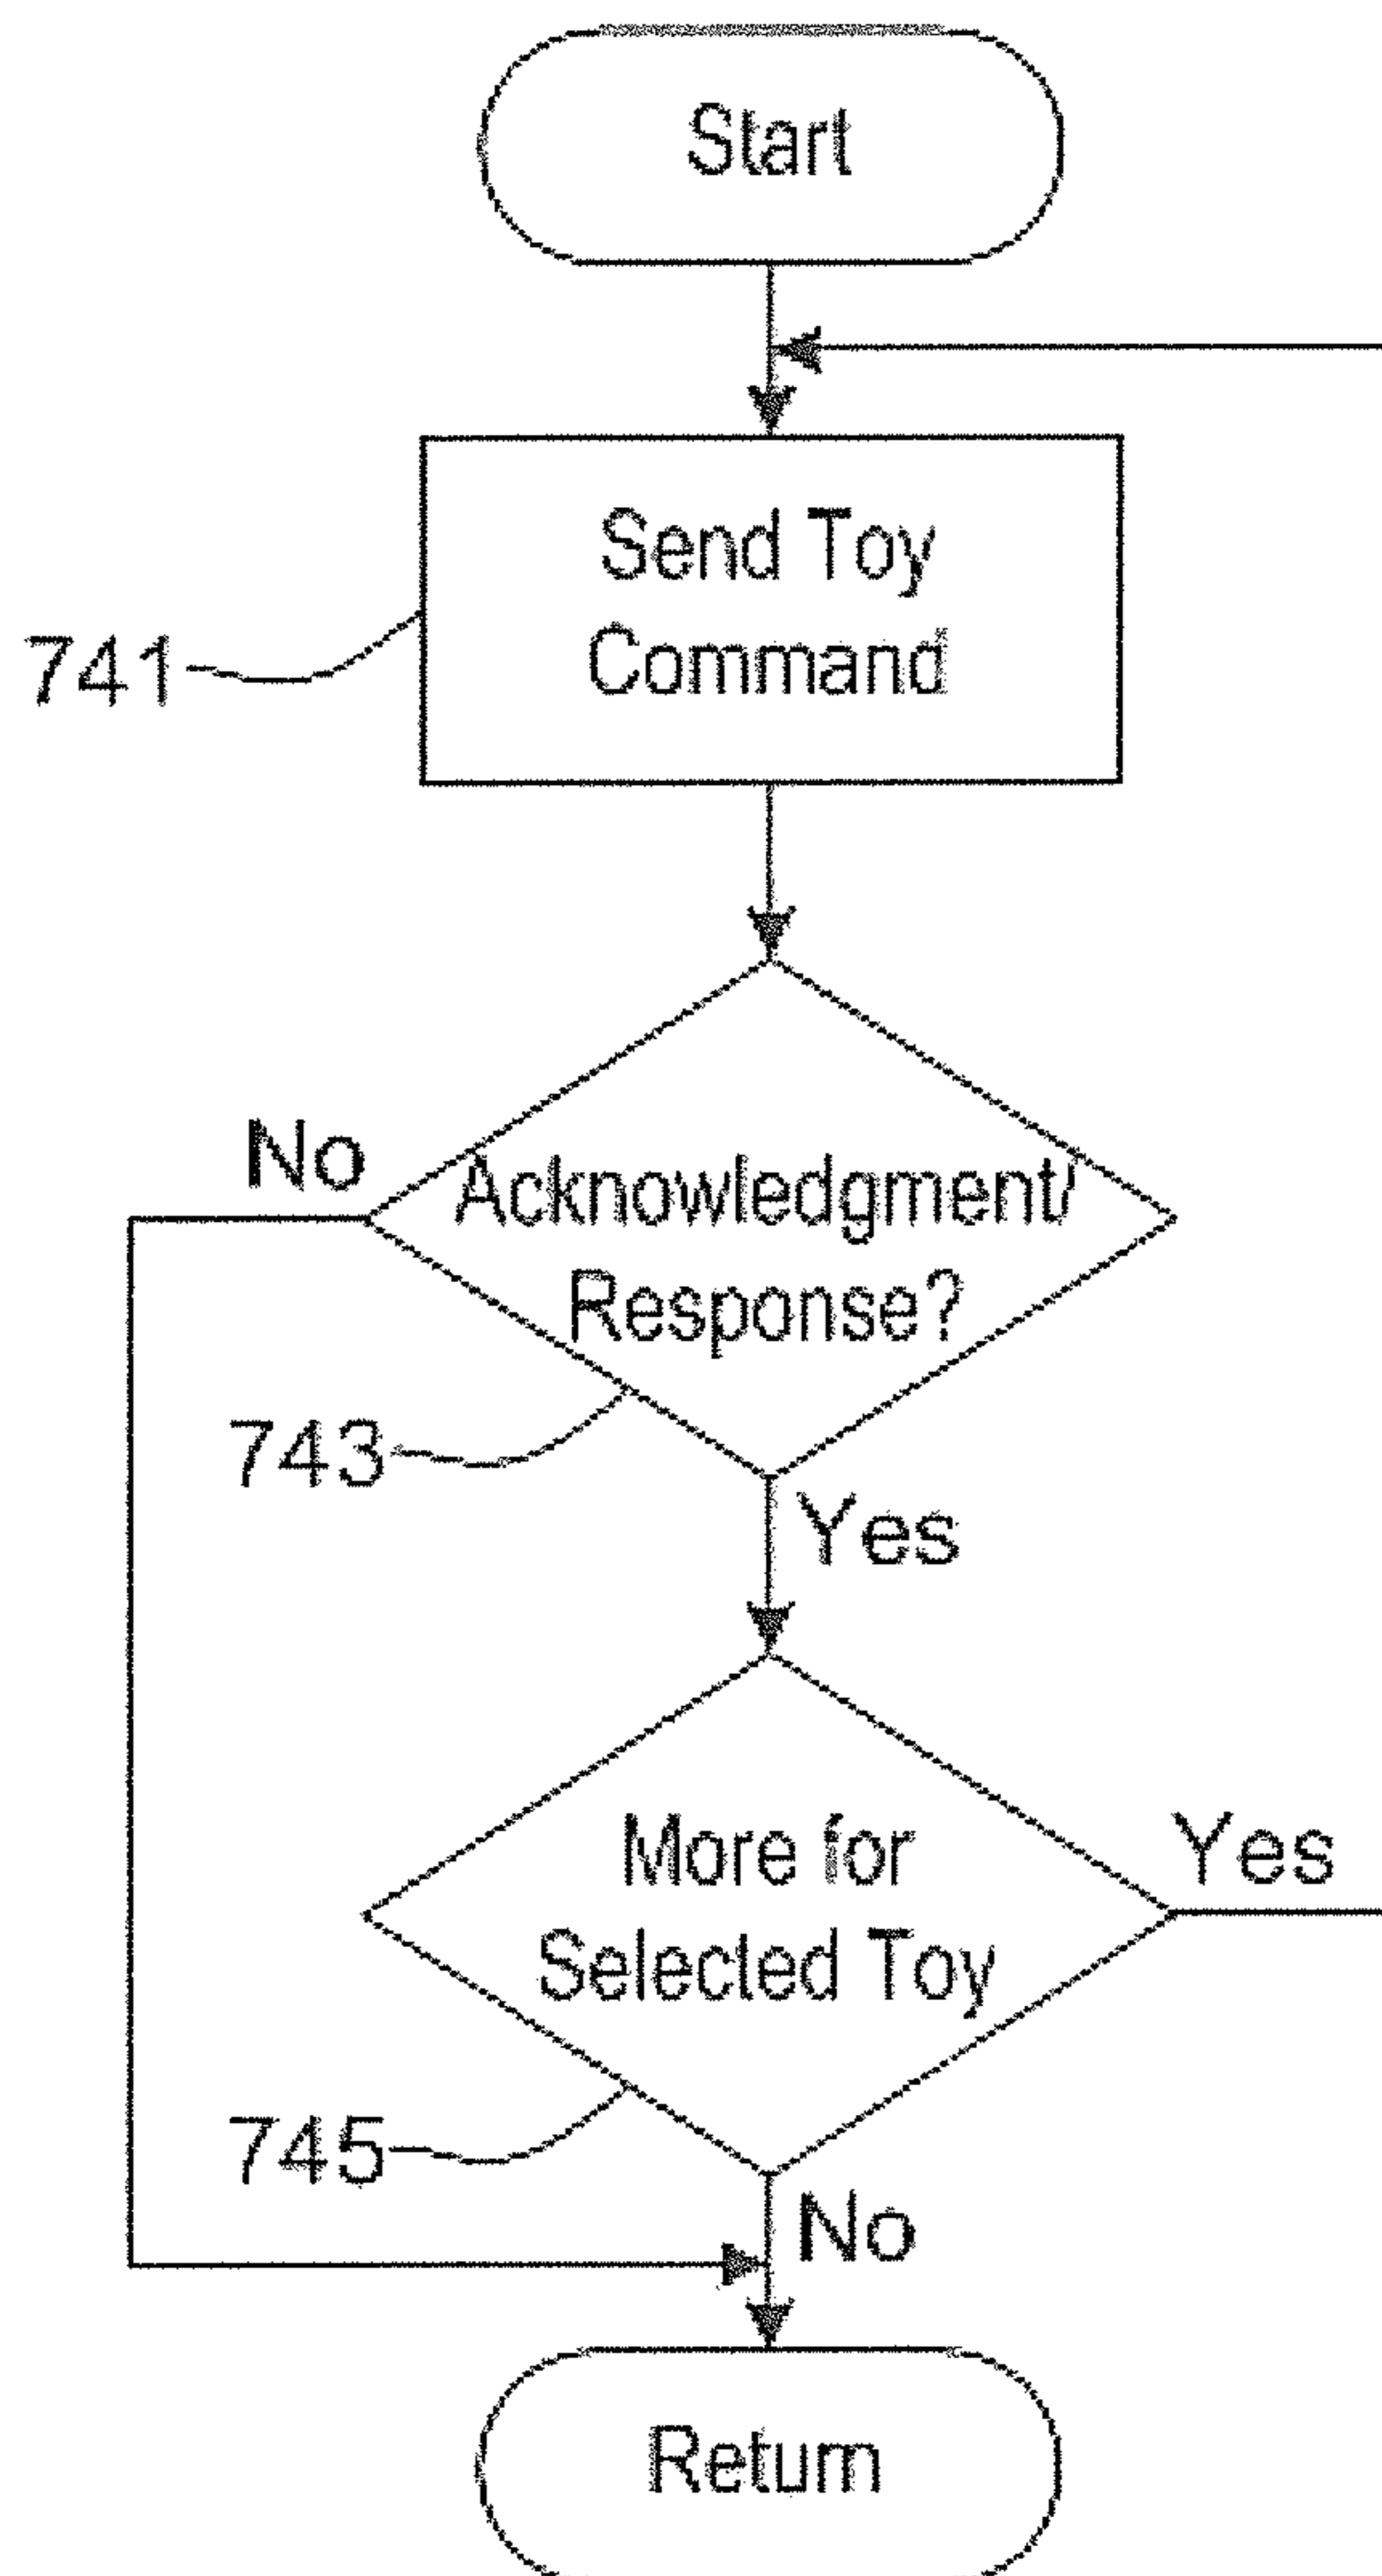 Start
Send Toy
Command
741
No
Acknowledgment/
Response?
743
Yes
More for
Selected Toy
Yes
745
No
Return